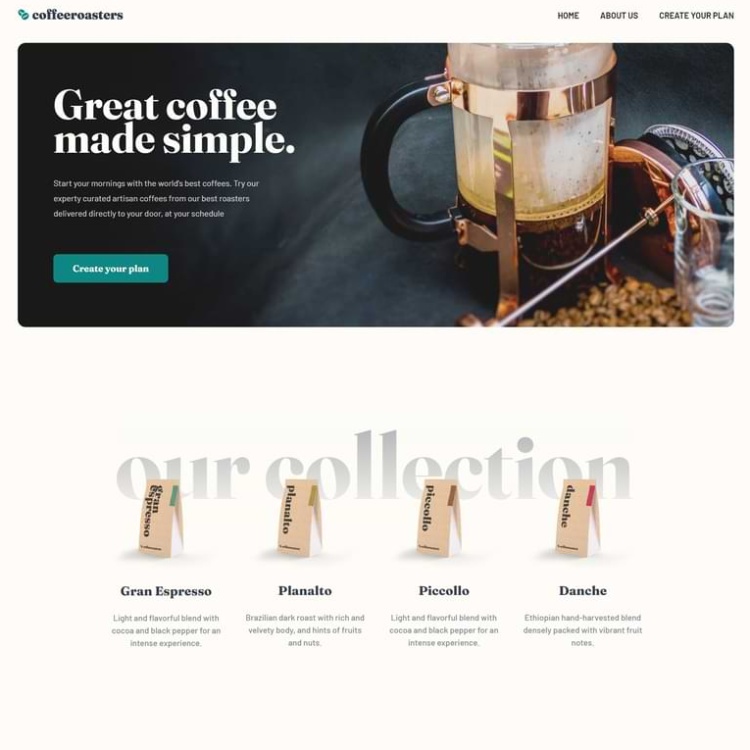 coffeeroasters
HOME ABOUT US CREATE YOUR PLAN
Great coffee
made simple.
Start your mornings with the world's best coffees. Try our
experty curated artisan coffees from our best roasters
delivered directly to your door, at your schedule
Create your plan
our collection
gran
espresso
planalto
piccollo
danche
Gran Espresso
Planalto
Piccollo
Danche
Light and flavorful blend with
cocoa and black pepper for an
intense experience.
Brazilian dark roast with rich and
velvety body, and hints of fruits
and nuts.
Light and flavorful blend with
cocoa and black pepper for an
intense experience.
Ethiopian hand-harvested blend
densely packed with vibrant fruit
notes.